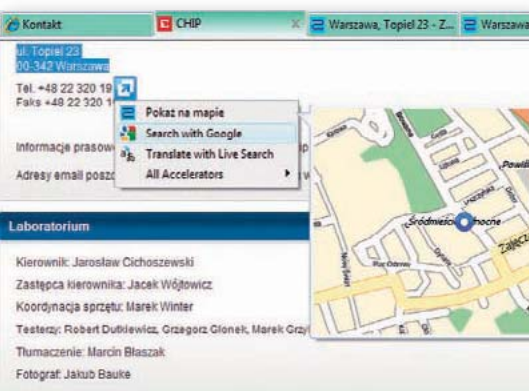 Kontakt
CHIP
Warszawa, Topiel 23 - Z...
Warszawa
ul. Topiel 23
00-342 Warszawa
Tel. +48 22 320 19
Faks +48 22 320 1
Pokaż na mapie
Search with Google
Translate with Live Search
All Accelerators
Informacje prasow
Adresy email poszc
Śródmieście Północne
Laboratorium
Kierownik: Jarosław Cichoszewski
Zastępca kierownika: Jacek Wójtowicz
Koordynacja sprzętu: Marek Winter
Testerzy: Robert Dutkiewicz, Grzegorz Glonek, Marek Grzy
Tłumaczenie: Marcin Błaszak
Fotograf: Jakub Bauke